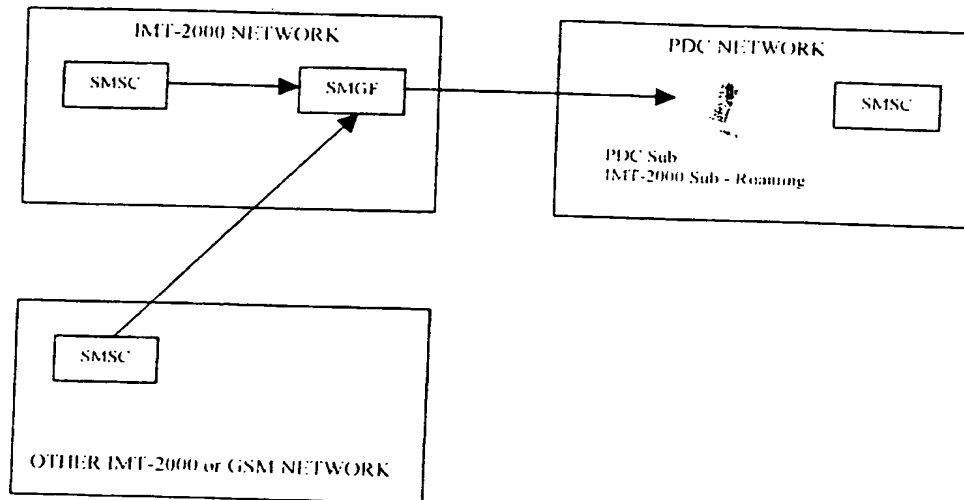 IMT-2000 NETWORK
SMSC
SMGF
PDC NETWORK
SMSC
PDC Sub
IMT-2000 Sub - Roaming
SMSC
OTHER IMT-2000 or GSM NETWORK